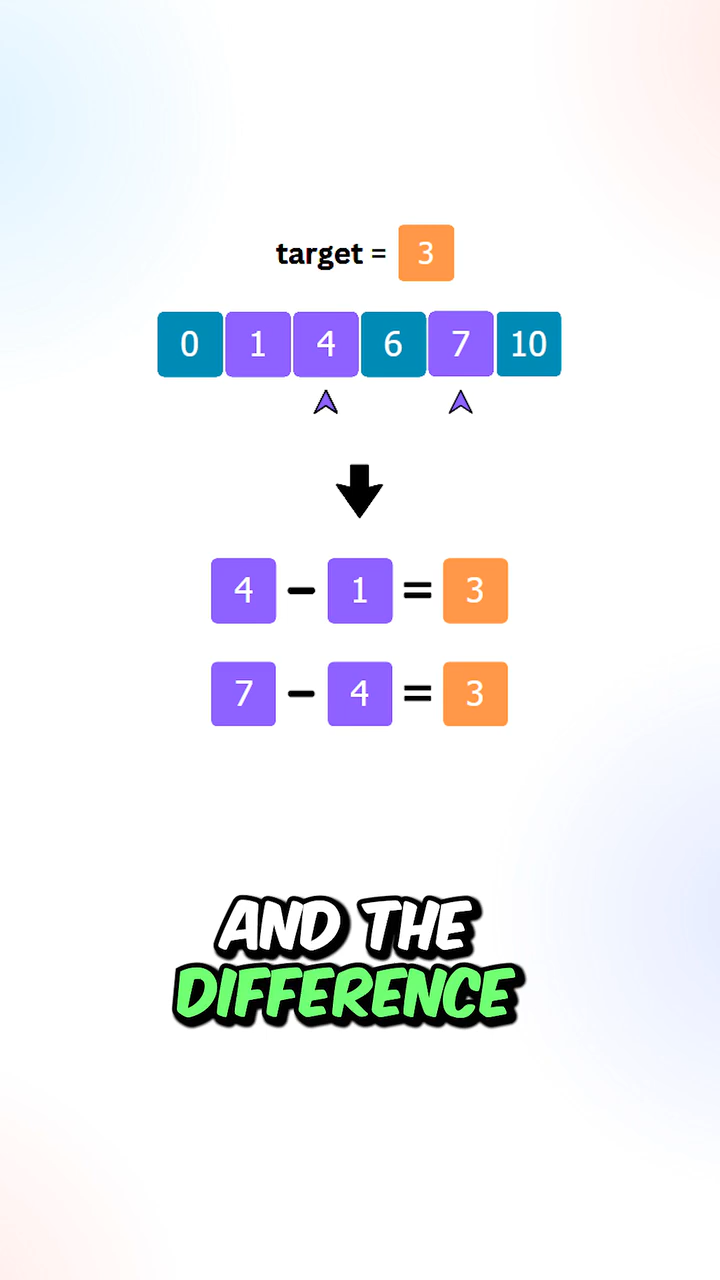 target = 3
0 1 4 6 7 10
4 - 1 = 3
7 - 4 = 3
AND THE
DIFFERENCE